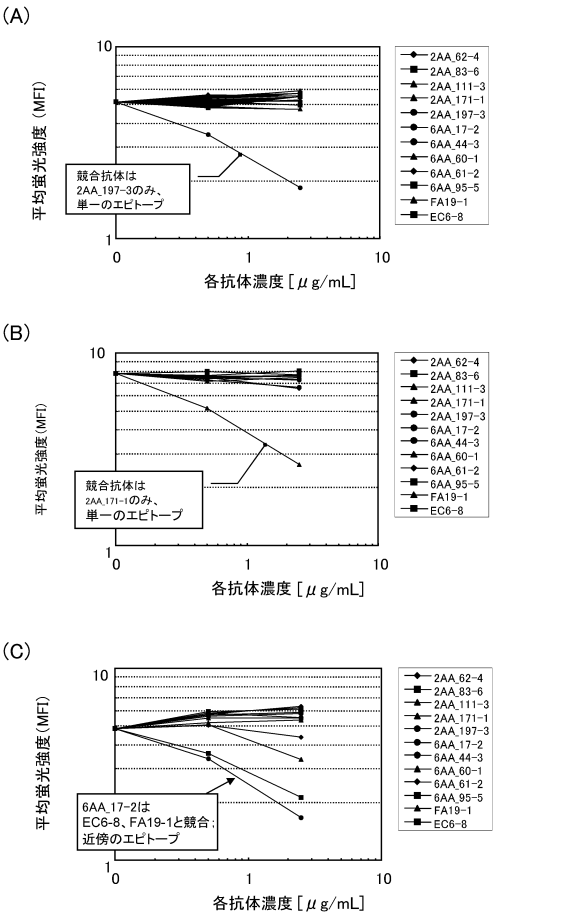 (A)
平均蛍光強度 (MFI)
10
1
0
1
10
各抗体濃度 [μg/mL]
競合抗体は
2AA_197-3のみ、
単一のエピトープ
2AA_62-4
2AA_83-6
2AA_111-3
2AA_171-1
2AA_197-3
6AA_17-2
6AA_44-3
6AA_60-1
6AA_61-2
6AA_95-5
FA19-1
EC6-8
(B)
平均蛍光強度(MFI)
10
1
0
1
10
各抗体濃度 [μg/mL]
競合抗体は
2AA_171-1のみ、
単一のエピトープ
2AA_62-4
2AA_83-6
2AA_111-3
2AA_171-1
2AA_197-3
6AA_17-2
6AA_44-3
6AA_60-1
6AA_61-2
6AA_95-5
FA19-1
EC6-8
(C)
平均蛍光強度(MFI)
10
1
0
1
10
各抗体濃度 [μg/mL]
6AA_17-2は
EC6-8、FA19-1と競合;
近傍のエピトープ
2AA_62-4
2AA_83-6
2AA_111-3
2AA_171-1
2AA_197-3
6AA_17-2
6AA_44-3
6AA_60-1
6AA_61-2
6AA_95-5
FA19-1
EC6-8